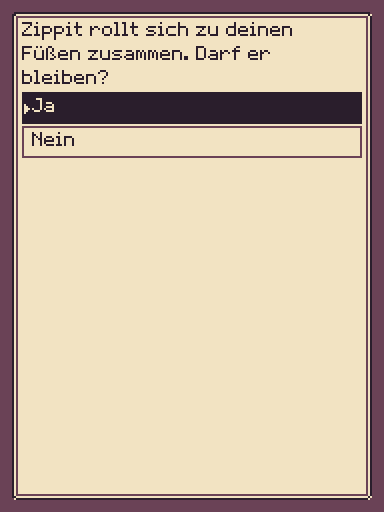 Zippit rollt sich zu deinen
Füßen zusammen. Darf er
bleiben?
Ja
Nein